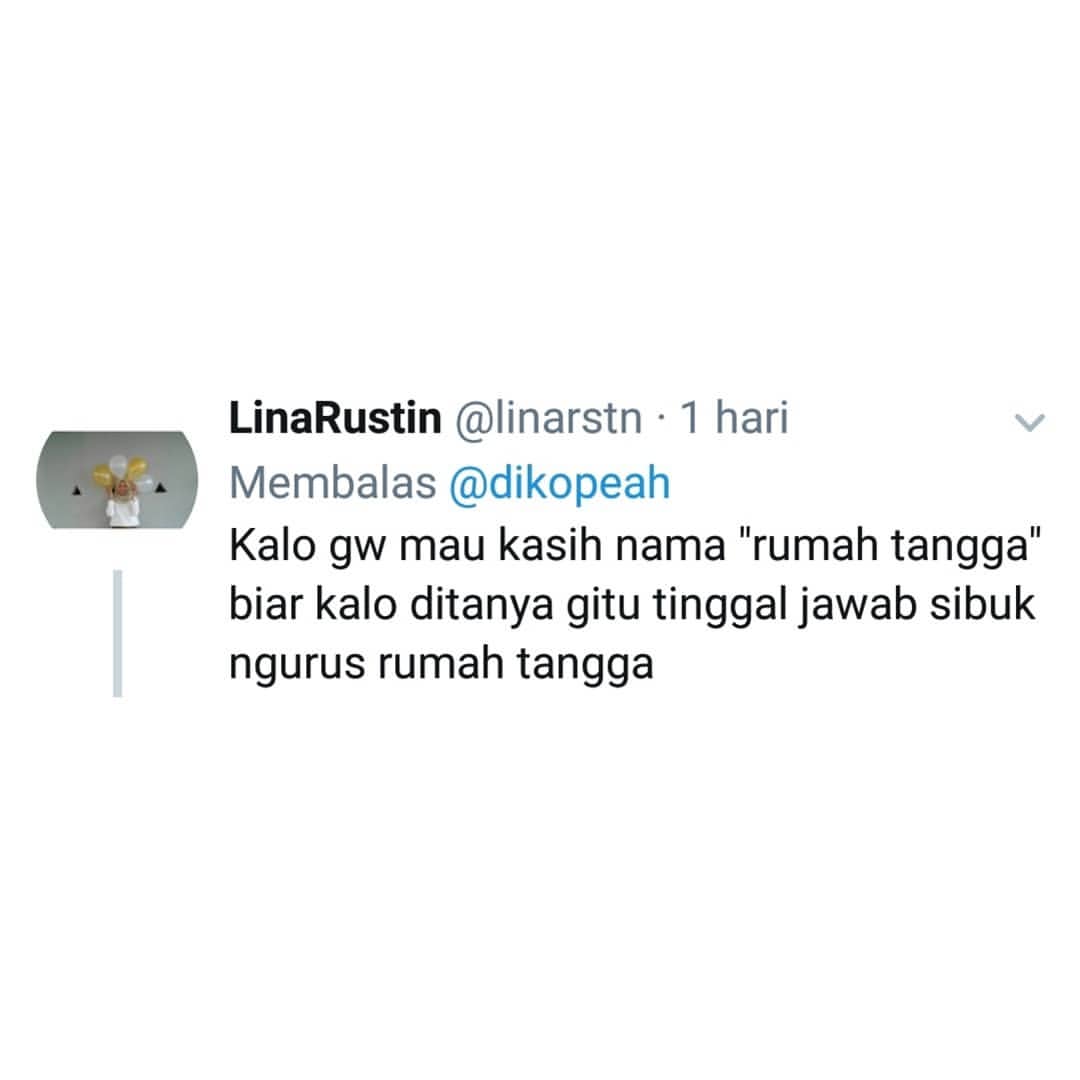 LinaRustin @linarstn · 1 hari
Membalas @dikopeah
Kalo gw mau kasih nama "rumah tangga"
biar kalo ditanya gitu tinggal jawab sibuk
ngurus rumah tangga